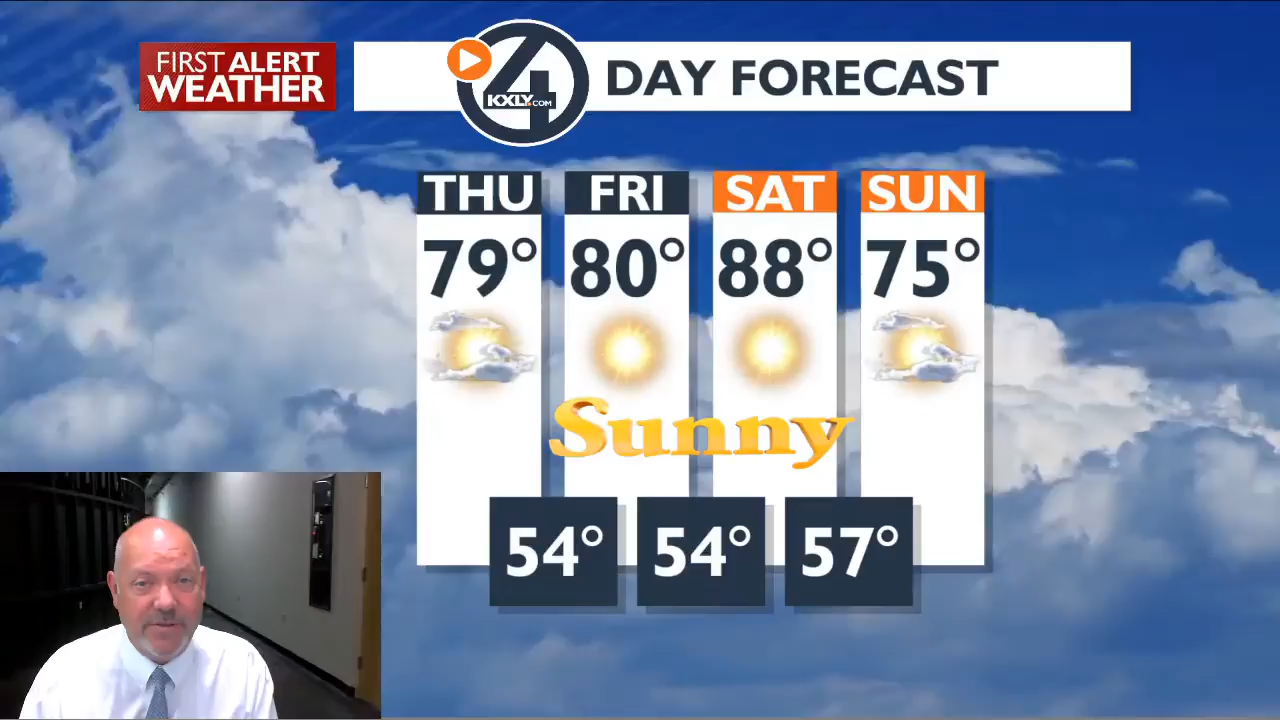 FIRST ALERT
WEATHER
4
KXLY.COM
DAY FORECAST
THU FRI SAT SUN
79° 80° 88° 75°
Sunny
54° 54° 57°